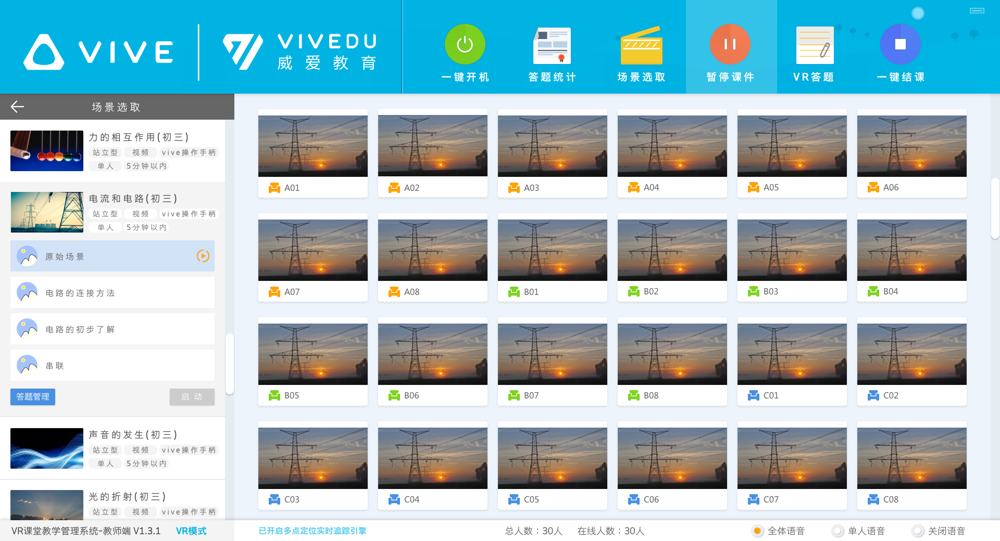 VIVE
VIVEDU
威爱教育
一键开机
答题统计
场景选取
暂停课件
VR答题
一键结课
场景选取
力的相互作用(初三)
站立型 视频 vive操作手柄
单人 5分钟以内
电流和电路(初三)
站立型 视频 vive操作手柄
单人 5分钟以内
原始场景
电路的连接方法
电路的初步了解
串联
答题管理 启动
声音的发生(初三)
站立型 视频 vive操作手柄
单人 5分钟以内
光的折射(初三)
站立型 视频 vive操作手柄
A01 A02 A03 A04 A05 A06
A07 A08 B01 B02 B03 B04
B05 B06 B07 B08 C01 C02
C03 C04 C05 C06 C07 C08
VR课堂教学管理系统-教师端 V1.3.1 VR模式
已开启多点定位实时追踪引擎
总人数：30人 在线人数：30人
全体语音 单人语音 关闭语音